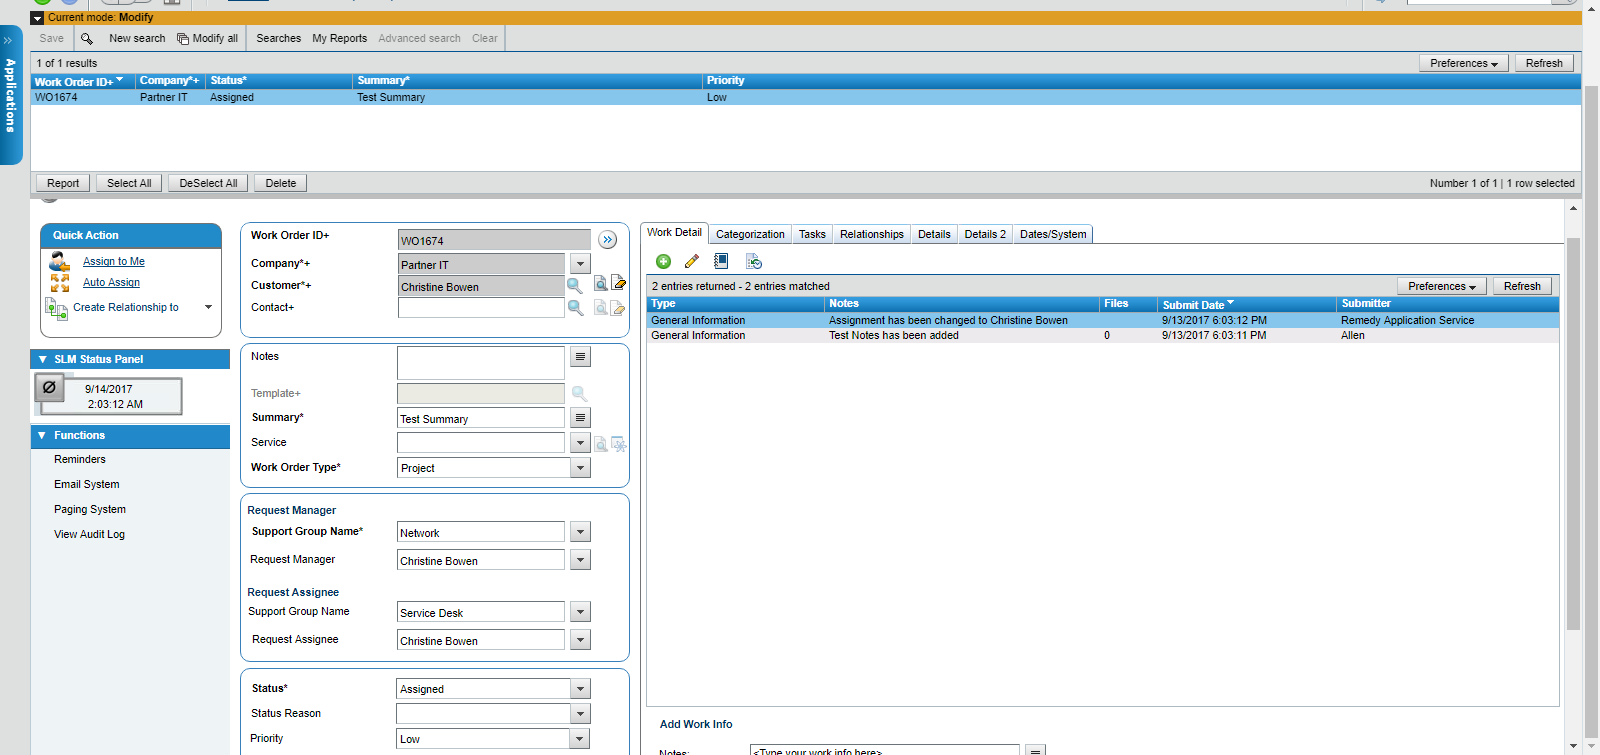 Current mode: Modify
Save New search Modify all Searches My Reports Advanced search Clear
Applications
1 of 1 results Preferences Refresh
Work Order ID+ Company*+ Status* Summary* Priority
WO1674 Partner IT Assigned Test Summary Low
Report Select All DeSelect All Delete Number 1 of 1 | 1 row selected
Quick Action
Assign to Me
Auto Assign
Create Relationship to
SLM Status Panel
9/14/2017
2:03:12 AM
Functions
Reminders
Email System
Paging System
View Audit Log
Work Order ID+ WO1674
Company*+ Partner IT
Customer*+ Christine Bowen
Contact+
Notes
Template+
Summary* Test Summary
Service
Work Order Type* Project
Request Manager
Support Group Name* Network
Request Manager Christine Bowen
Request Assignee
Support Group Name Service Desk
Request Assignee Christine Bowen
Status* Assigned
Status Reason
Priority Low
Work Detail Categorization Tasks Relationships Details Details 2 Dates/System
2 entries returned - 2 entries matched Preferences Refresh
Type Notes Files Submit Date Submitter
General Information Assignment has been changed to Christine Bowen 9/13/2017 6:03:12 PM Remedy Application Service
General Information Test Notes has been added 0 9/13/2017 6:03:11 PM Allen
Add Work Info
Notes: <Type your work info here>